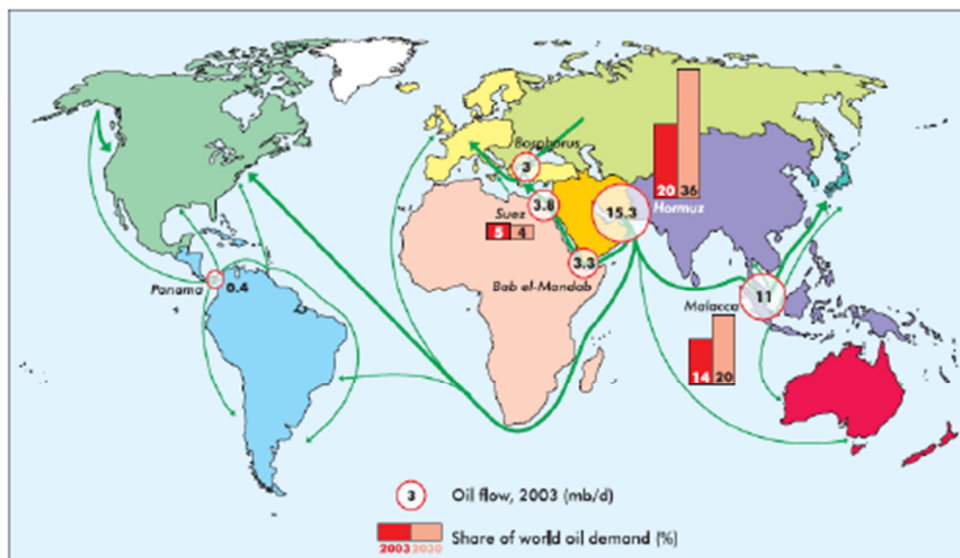 Bosphorus
3
3.8
Suez
5 4
20 36
15.3
Hormuz
3.3
Bab el-Mandab
Panama 0.4
Malacca
11
14 20
3 Oil flow, 2003 (mb/d)
Share of world oil demand (%)
2003 2030